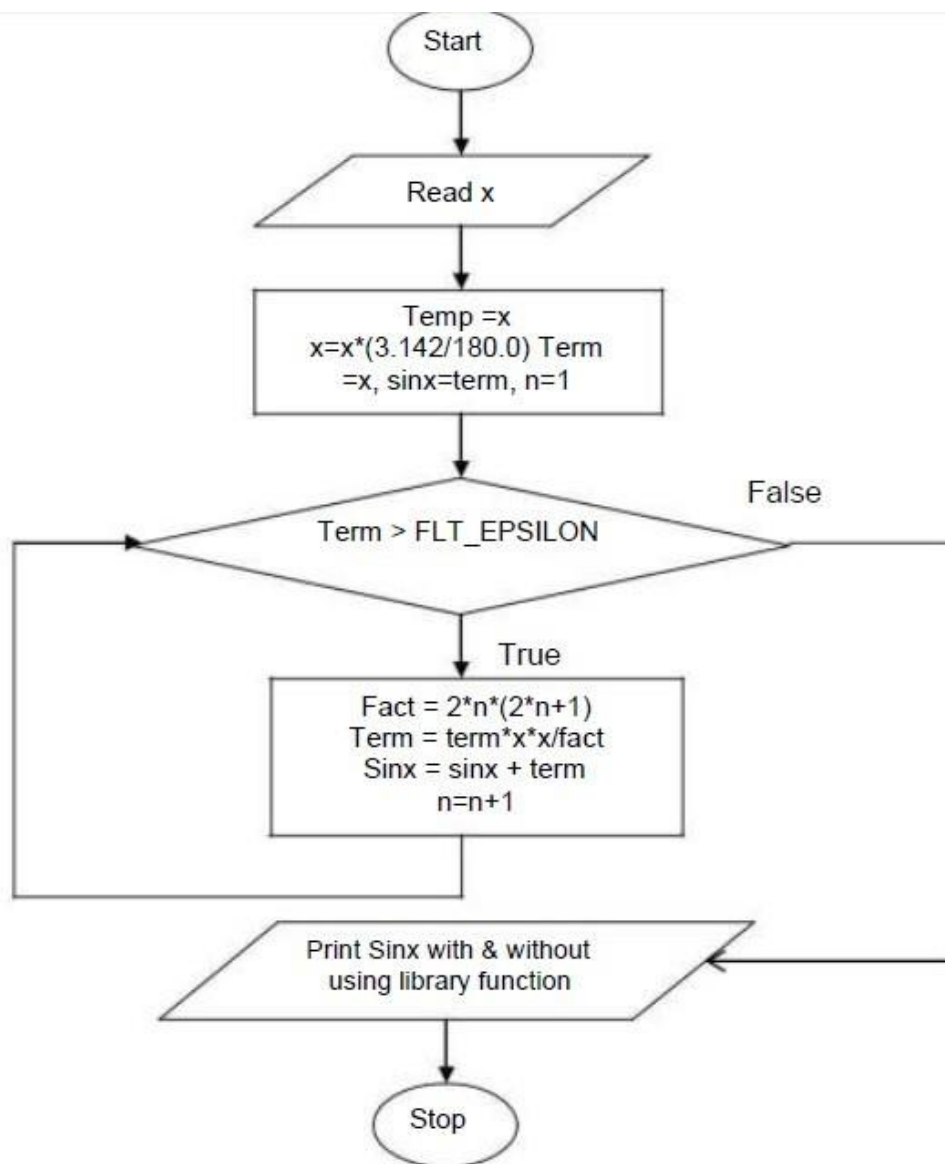 Start
Read x
Temp =x
x=x*(3.142/180.0) Term
=x, sinx=term, n=1
False
Term > FLT_EPSILON
True
Fact = 2*n*(2*n+1)
Term = term*x*x/fact
Sinx = sinx + term
n=n+1
Print Sinx with & without
using library function
Stop